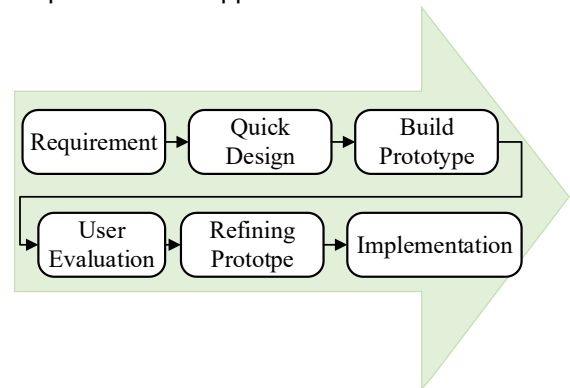 Requirement
Quick
Design
Build
Prototype
User
Evaluation
Refining
Prototpe
Implementation